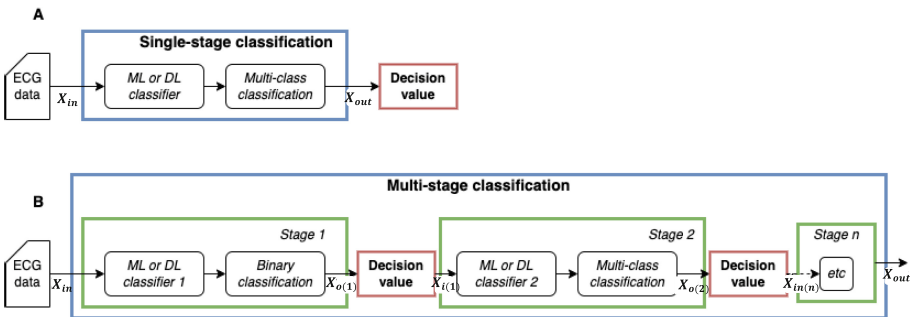 A
Single-stage classification
ECG
data
X_in
ML or DL
classifier
Multi-class
classification
X_out
Decision
value
B
Multi-stage classification
ECG
data
X_in
Stage 1
ML or DL
classifier 1
Binary
classification
X_o(1)
Decision
value
X_i(1)
Stage 2
ML or DL
classifier 2
Multi-class
classification
X_o(2)
Decision
value
X_in(n)
Stage n
etc
X_out